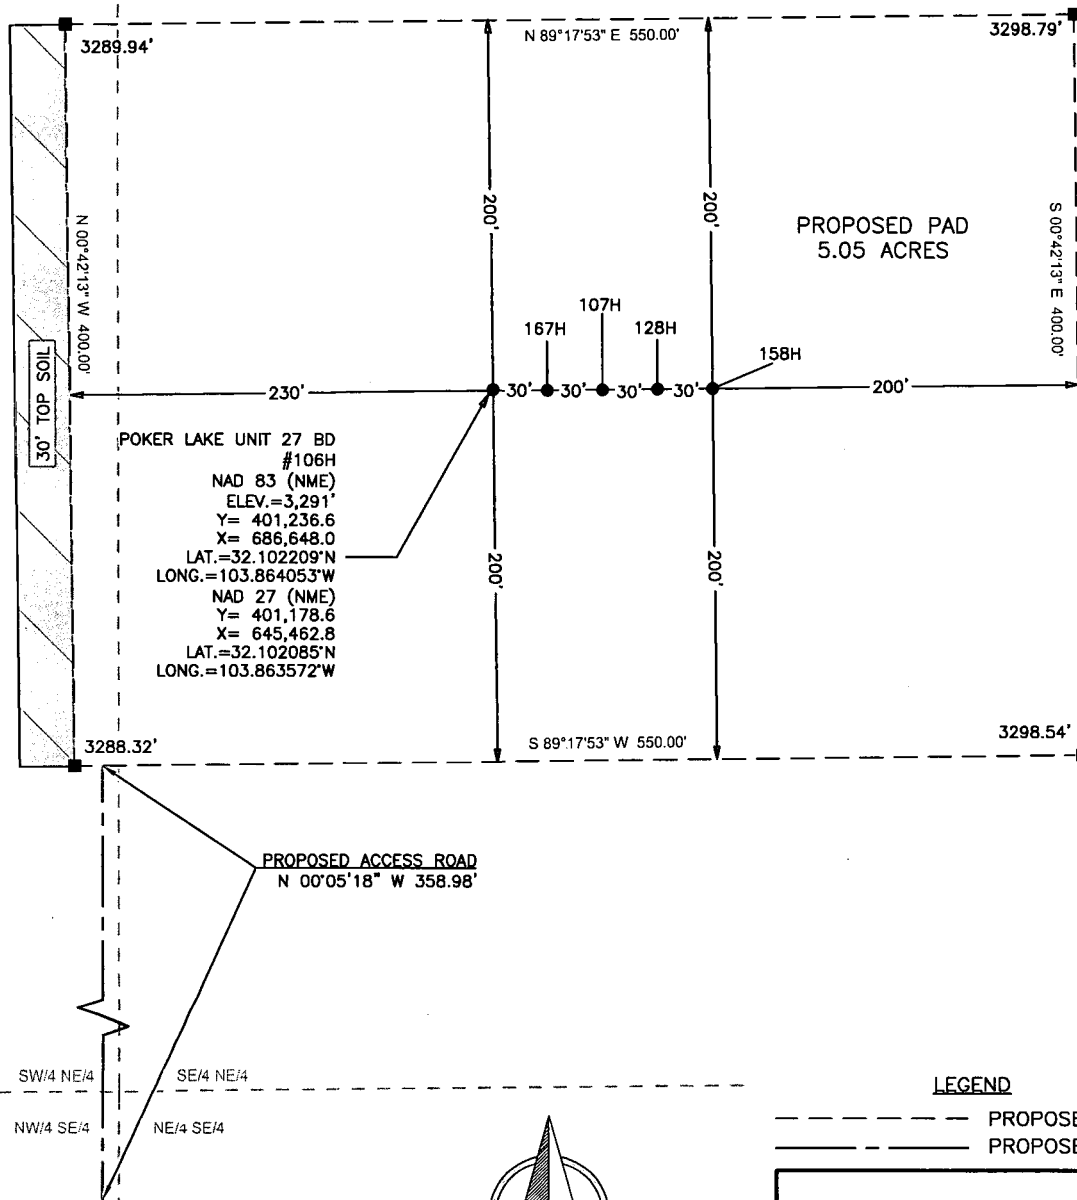 3289.94'
N 89°17'53" E 550.00'
3298.79'
N 00°42'13" W 400.00'
200'
200'
PROPOSED PAD
5.05 ACRES
S 00°42'13" E 400.00'
107H
167H
128H
158H
30' TOP SOIL
230'
30'
30'
30'
30'
200'
POKER LAKE UNIT 27 BD
#106H
NAD 83 (NME)
ELEV.=3,291'
Y= 401,236.6
X= 686,648.0
LAT.=32.102209°N
LONG.=103.864053°W
NAD 27 (NME)
Y= 401,178.6
X= 645,462.8
LAT.=32.102085°N
LONG.=103.863572°W
200'
200'
3288.32'
S 89°17'53" W 550.00'
3298.54'
PROPOSED ACCESS ROAD
N 00°05'18" W 358.98'
SW/4 NE/4
SE/4 NE/4
NW/4 SE/4
NE/4 SE/4
LEGEND
PROPOSE
PROPOSE